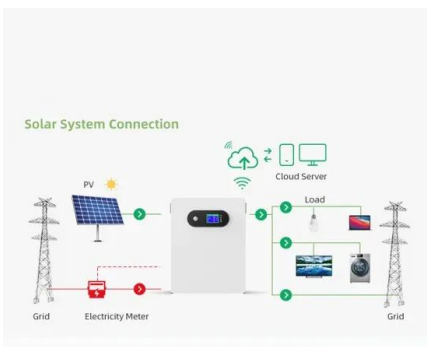 Solar System Connection
Cloud Server
PV
Load
Grid
Electricity Meter
Grid